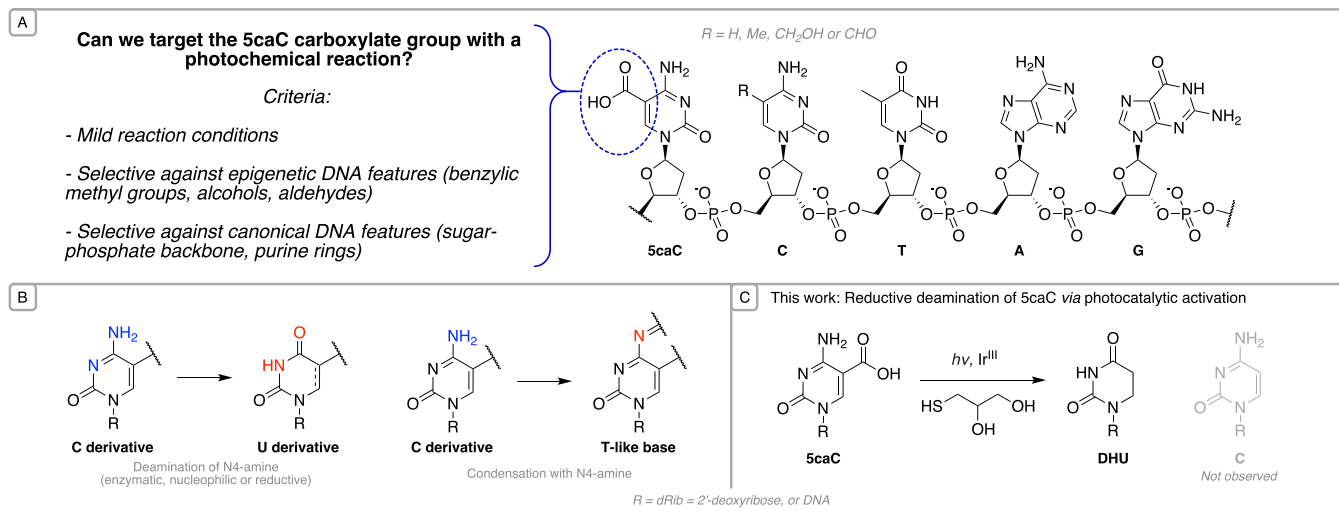 A
Can we target the 5caC carboxylate group with a
photochemical reaction?
Criteria:
- Mild reaction conditions
- Selective against epigenetic DNA features (benzylic
methyl groups, alcohols, aldehydes)
- Selective against canonical DNA features (sugar-
phosphate backbone, purine rings)
R = H, Me, CH2OH or CHO
O NH2 NH2 O H2N O
HO N R N NH N N N NH
N O N O N O N N N N NH2
O O O O O
O P O O P O O P O O P O O P O
-O -O -O -O -O
O O O O O
5caC C T A G
B
NH2 O NH2 N
N HN N N
O N O N O N O N
R R R R
C derivative U derivative C derivative T-like base
Deamination of N4-amine
(enzymatic, nucleophilic or reductive)
Condensation with N4-amine
C
This work: Reductive deamination of 5caC via photocatalytic activation
NH2 O O NH2
N OH hv, IrIII HN N
O N HS OH O N O N
R OH R R
5caC DHU C
Not observed
R = dRib = 2'-deoxyribose, or DNA